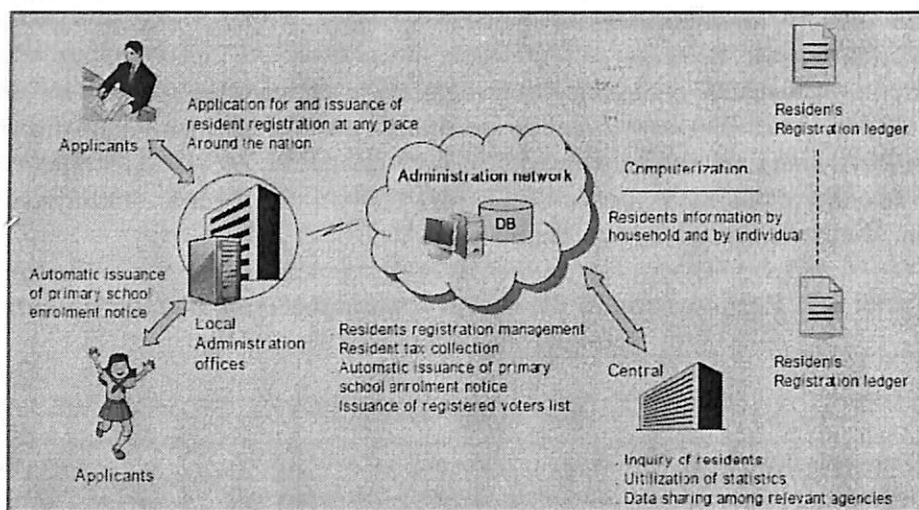 Applicants
Application for and issuance of
resident registration at any place
Around the nation
Automatic issuance
of primary school
enrolment notice
Local
Administration
offices
Applicants
Administration network
DB
Residents registration management
Resident tax collection
Automatic issuance of primary
school enrolment notice
Issuance of registered voters list
Computerization
Residents information by
household and by individual
Residen's
Registration ledger
Residen's
Registration ledger
Central
. Inquiry of residents
. Uitilization of statistics
. Data sharing among relevant agencies